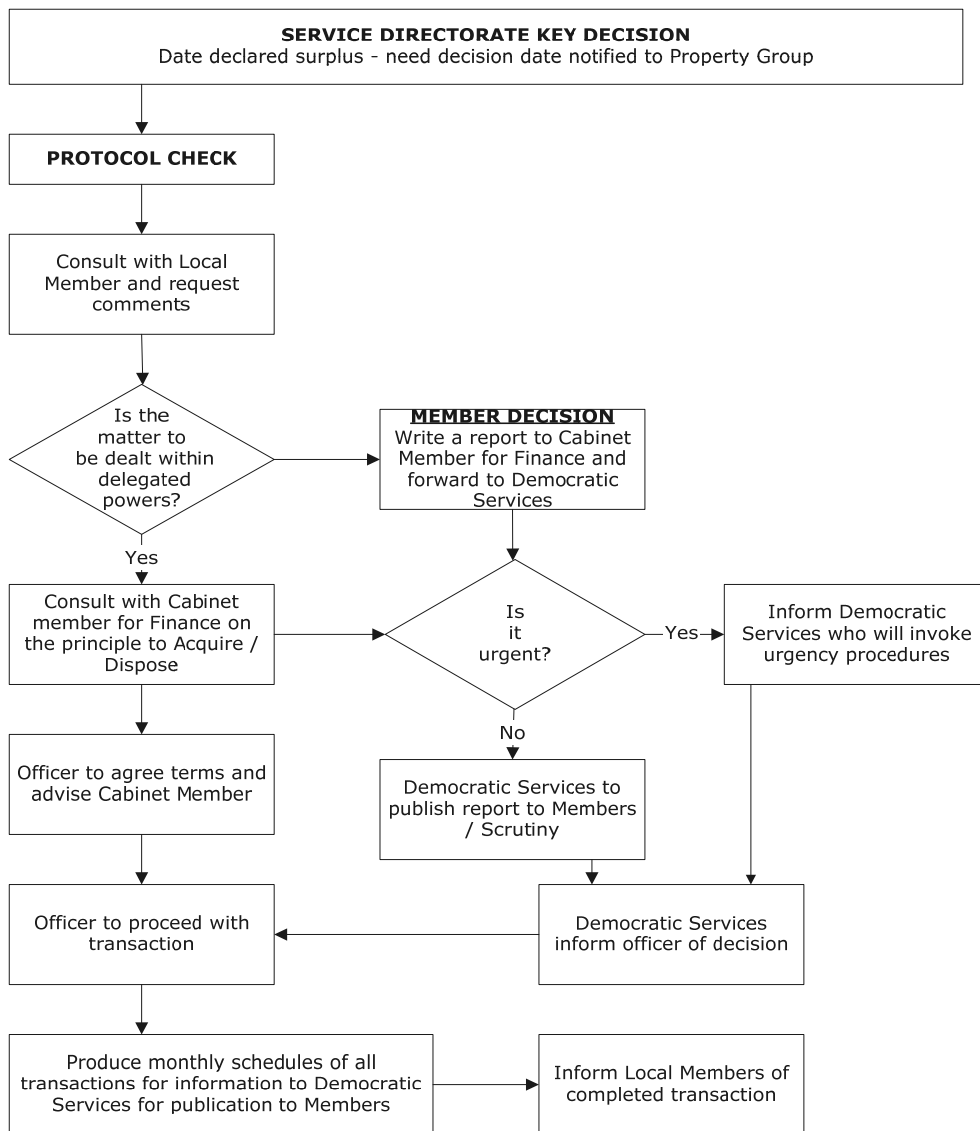 SERVICE DIRECTORATE KEY DECISION
Date declared surplus - need decision date notified to Property Group
PROTOCOL CHECK
Consult with Local
Member and request
comments
Is the
matter to
be dealt within
delegated
powers?
MEMBER DECISION
Write a report to Cabinet
Member for Finance and
forward to Democratic
Services
Yes
Consult with Cabinet
member for Finance on
the principle to Acquire /
Dispose
Is
it
urgent?
Yes
Inform Democratic
Services who will invoke
urgency procedures
No
Officer to agree terms and
advise Cabinet Member
Democratic Services to
publish report to Members
/ Scrutiny
Officer to proceed with
transaction
Democratic Services
inform officer of decision
Produce monthly schedules of all
transactions for information to Democratic
Services for publication to Members
Inform Local Members of
completed transaction